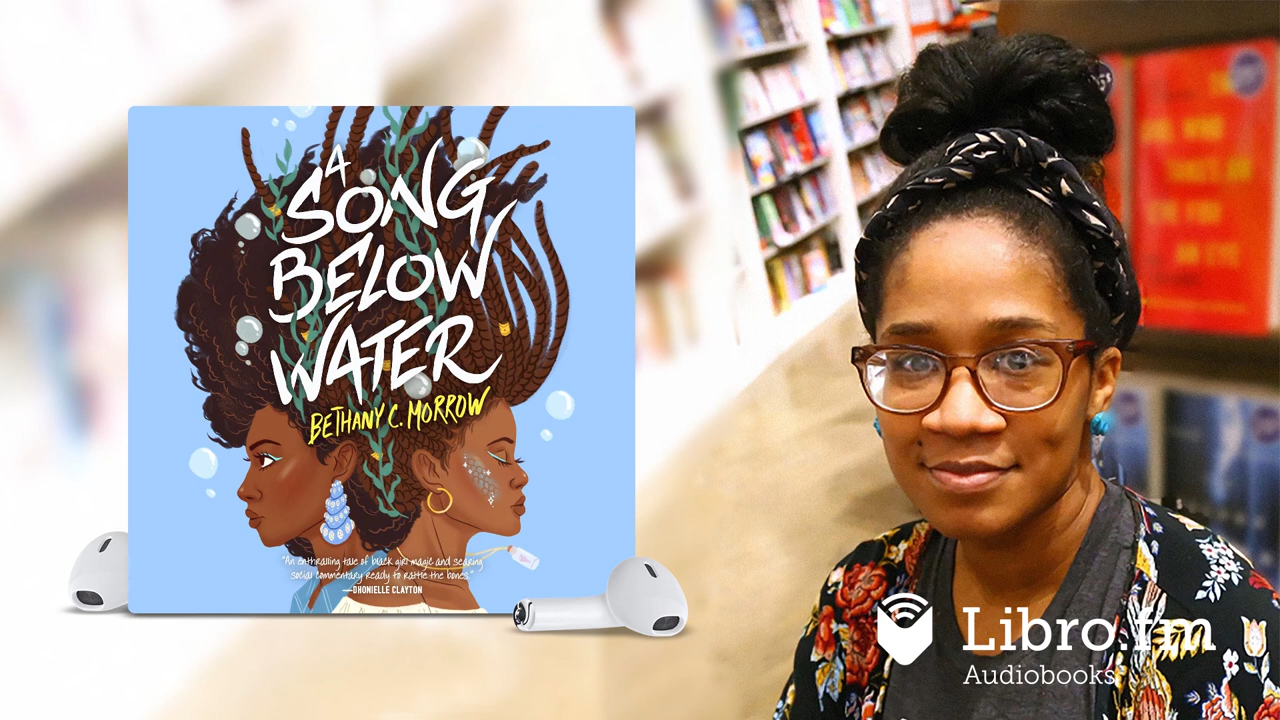 A
SONG
BELOW
WATER
BETHANY C. MORROW
"An enthralling tale of black girl magic and searing
social commentary ready to rattle the bones."
—DHONIELLE CLAYTON
Libro.fm
Audiobooks